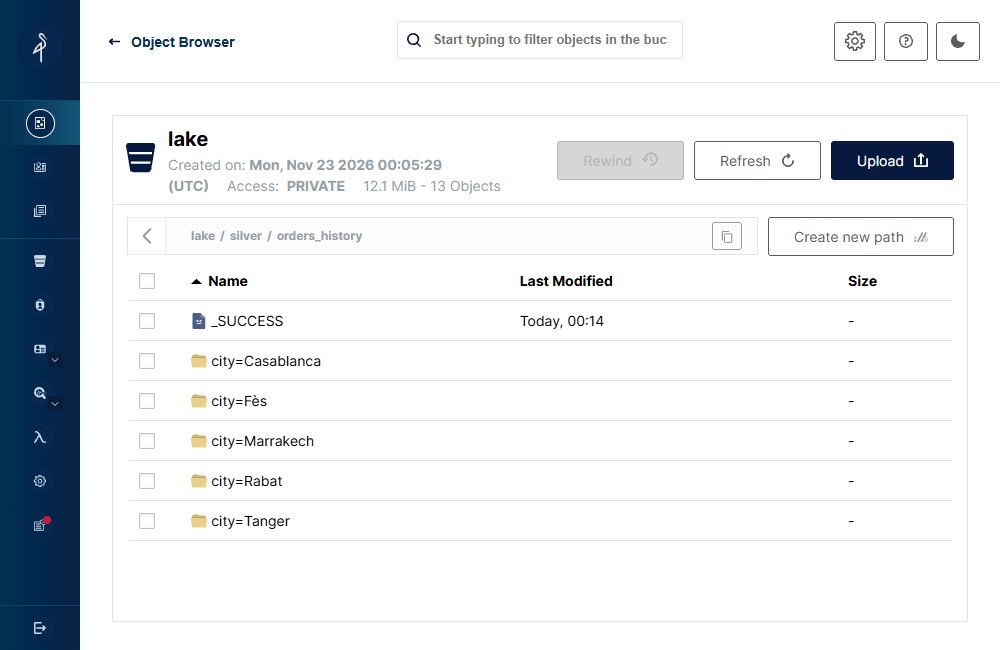 Object Browser
Start typing to filter objects in the buc
lake
Created on: Mon, Nov 23 2026 00:05:29
(UTC) Access: PRIVATE 12.1 MiB - 13 Objects
Rewind
Refresh
Upload
lake / silver / orders_history
Create new path
Name Last Modified Size
_SUCCESS Today, 00:14 -
city=Casablanca -
city=Fès -
city=Marrakech -
city=Rabat -
city=Tanger -